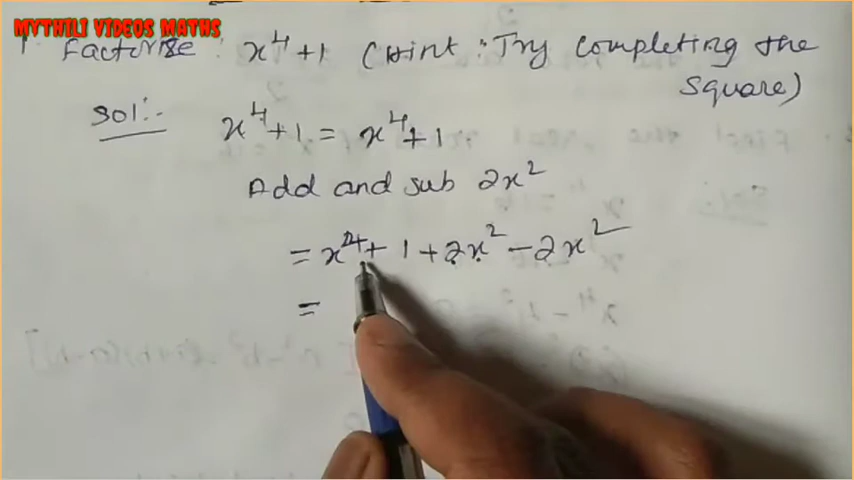 MYTHILI VIDEOS MATHS
1 Factorise : x⁴+1 (Hint : Try completing the
square)
Sol:-
x⁴+1 = x⁴+1
Add and sub 2x²
= x⁴ + 1 + 2x² - 2x²
=